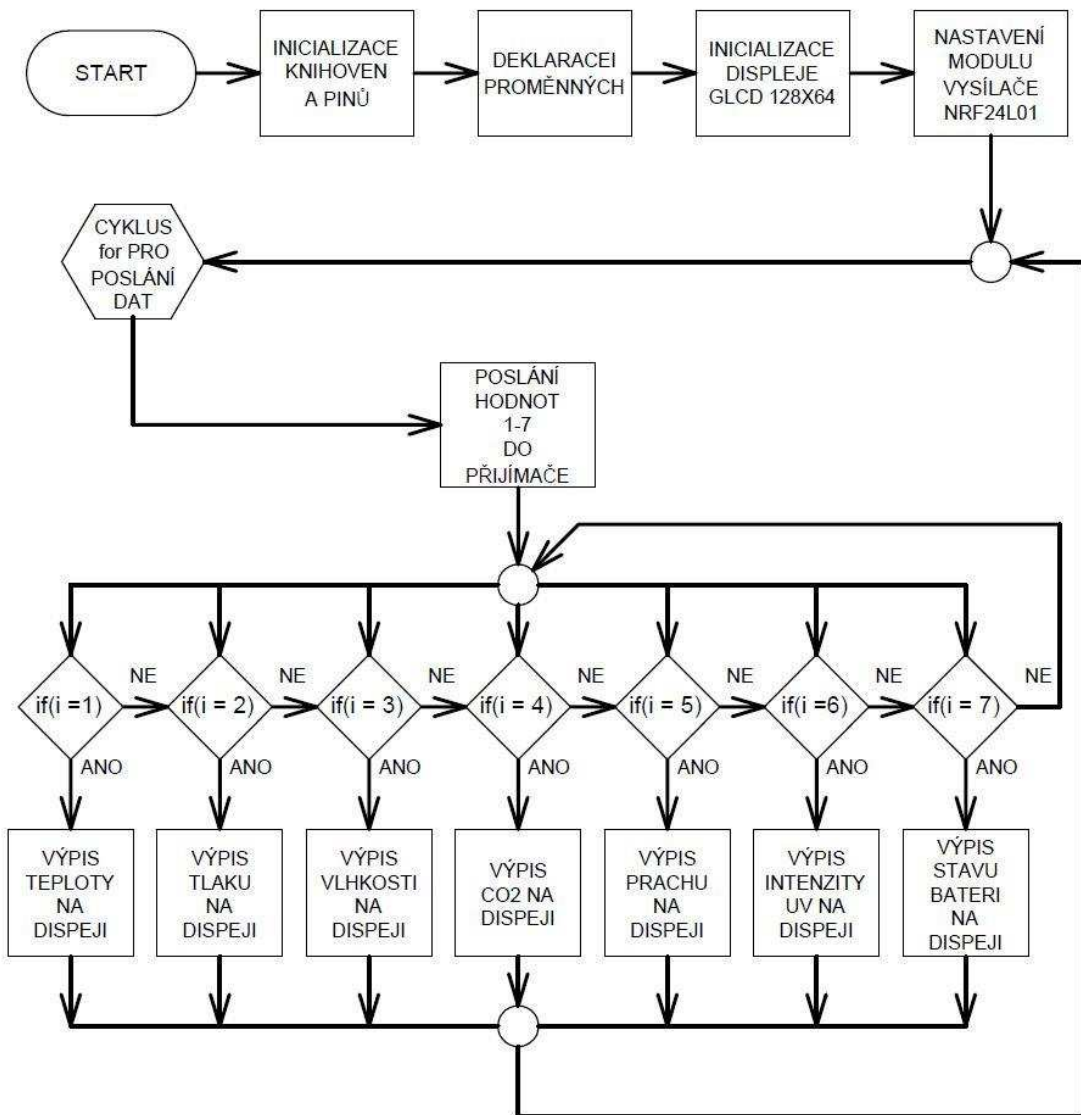 START
INICIALIZACE
KNIHOVEN
A PINŮ
DEKLARACEI
PROMĚNNÝCH
INICIALIZACE
DISPLEJE
GLCD 128X64
NASTAVENÍ
MODULU
VYSÍLAČE
NRF24L01
CYKLUS
for PRO
POSLÁNÍ
DAT
POSLÁNÍ
HODNOT
1-7
DO
PŘIJÍMAČE
if(i =1)
NE
if(i = 2)
NE
if(i = 3)
NE
if(i = 4)
NE
if(i = 5)
NE
if(i =6)
NE
if(i = 7)
NE
ANO
ANO
ANO
ANO
ANO
ANO
ANO
VÝPIS
TEPLOTY
NA
DISPEJI
VÝPIS
TLAKU
NA
DISPEJI
VÝPIS
VLHKOSTI
NA
DISPEJI
VÝPIS
CO2 NA
DISPEJI
VÝPIS
PRACHU
NA
DISPEJI
VÝPIS
INTENZITY
UV NA
DISPEJI
VÝPIS
STAVU
BATERI
NA
DISPEJI